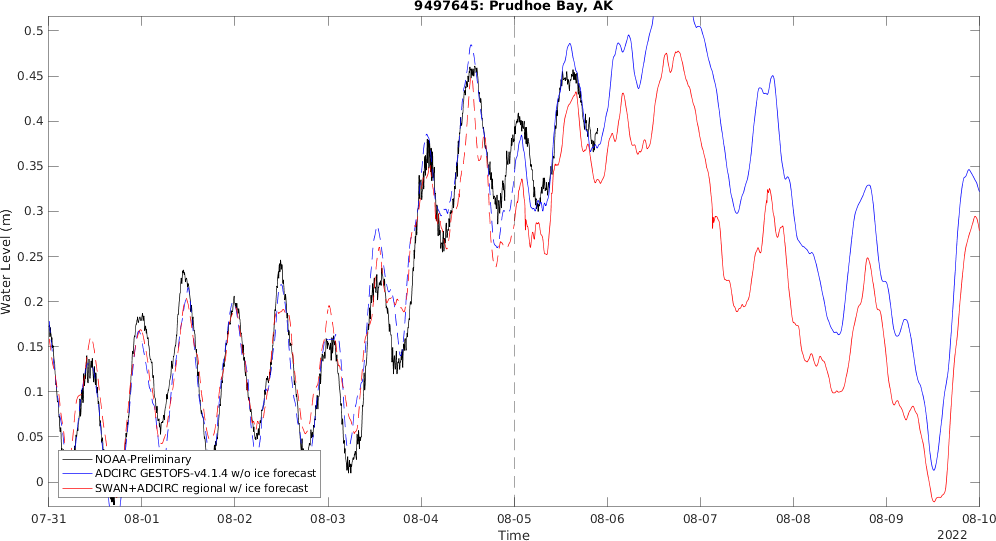 9497645: Prudhoe Bay, AK
Water Level (m)
0.5
0.45
0.4
0.35
0.3
0.25
0.2
0.15
0.1
0.05
0
NOAA-Preliminary
ADCIRC GESTOFS-v4.1.4 w/o ice forecast
SWAN+ADCIRC regional w/ ice forecast
07-31 08-01 08-02 08-03 08-04 08-05 08-06 08-07 08-08 08-09 08-10
Time
2022